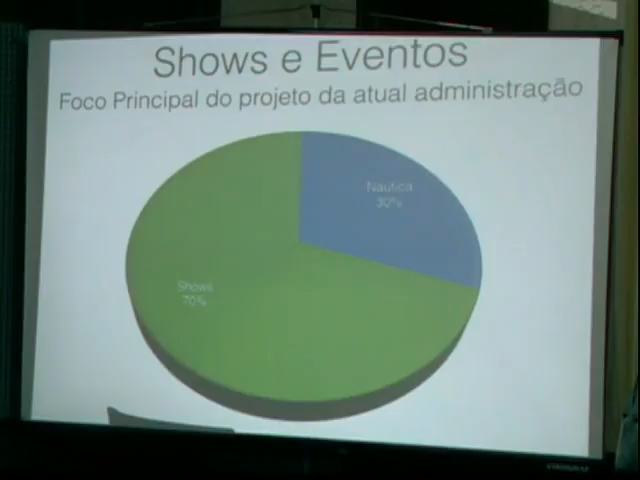 Shows e Eventos
Foco Principal do projeto da atual administração
Nautica
30%
Shows
70%